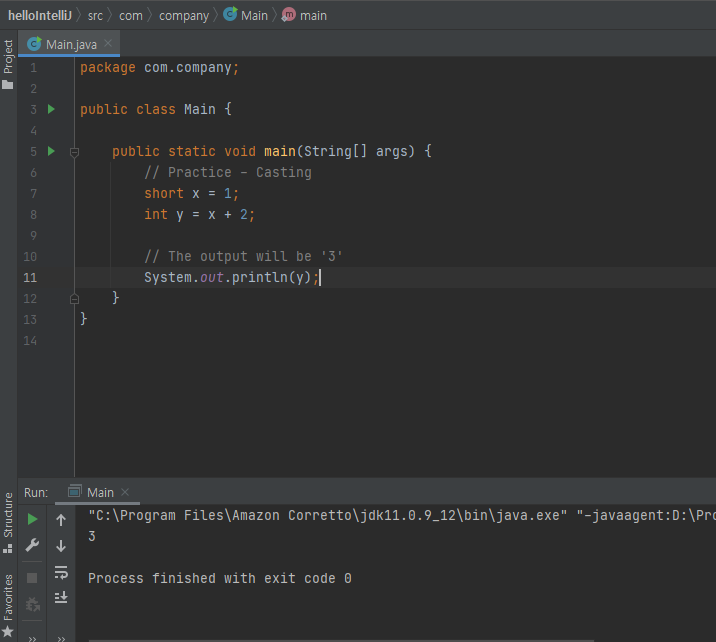 helloIntelliJ src com company Main main
Project
Main.java
1 package com.company;
2
3 public class Main {
4
5 public static void main(String[] args) {
6 // Practice - Casting
7 short x = 1;
8 int y = x + 2;
9
10 // The output will be '3'
11 System.out.println(y);
12 }
13 }
14
Structure
Favorites
Run: Main
"C:\Program Files\Amazon Corretto\jdk11.0.9_12\bin\java.exe" "-javaagent:D:\Pro
3
Process finished with exit code 0